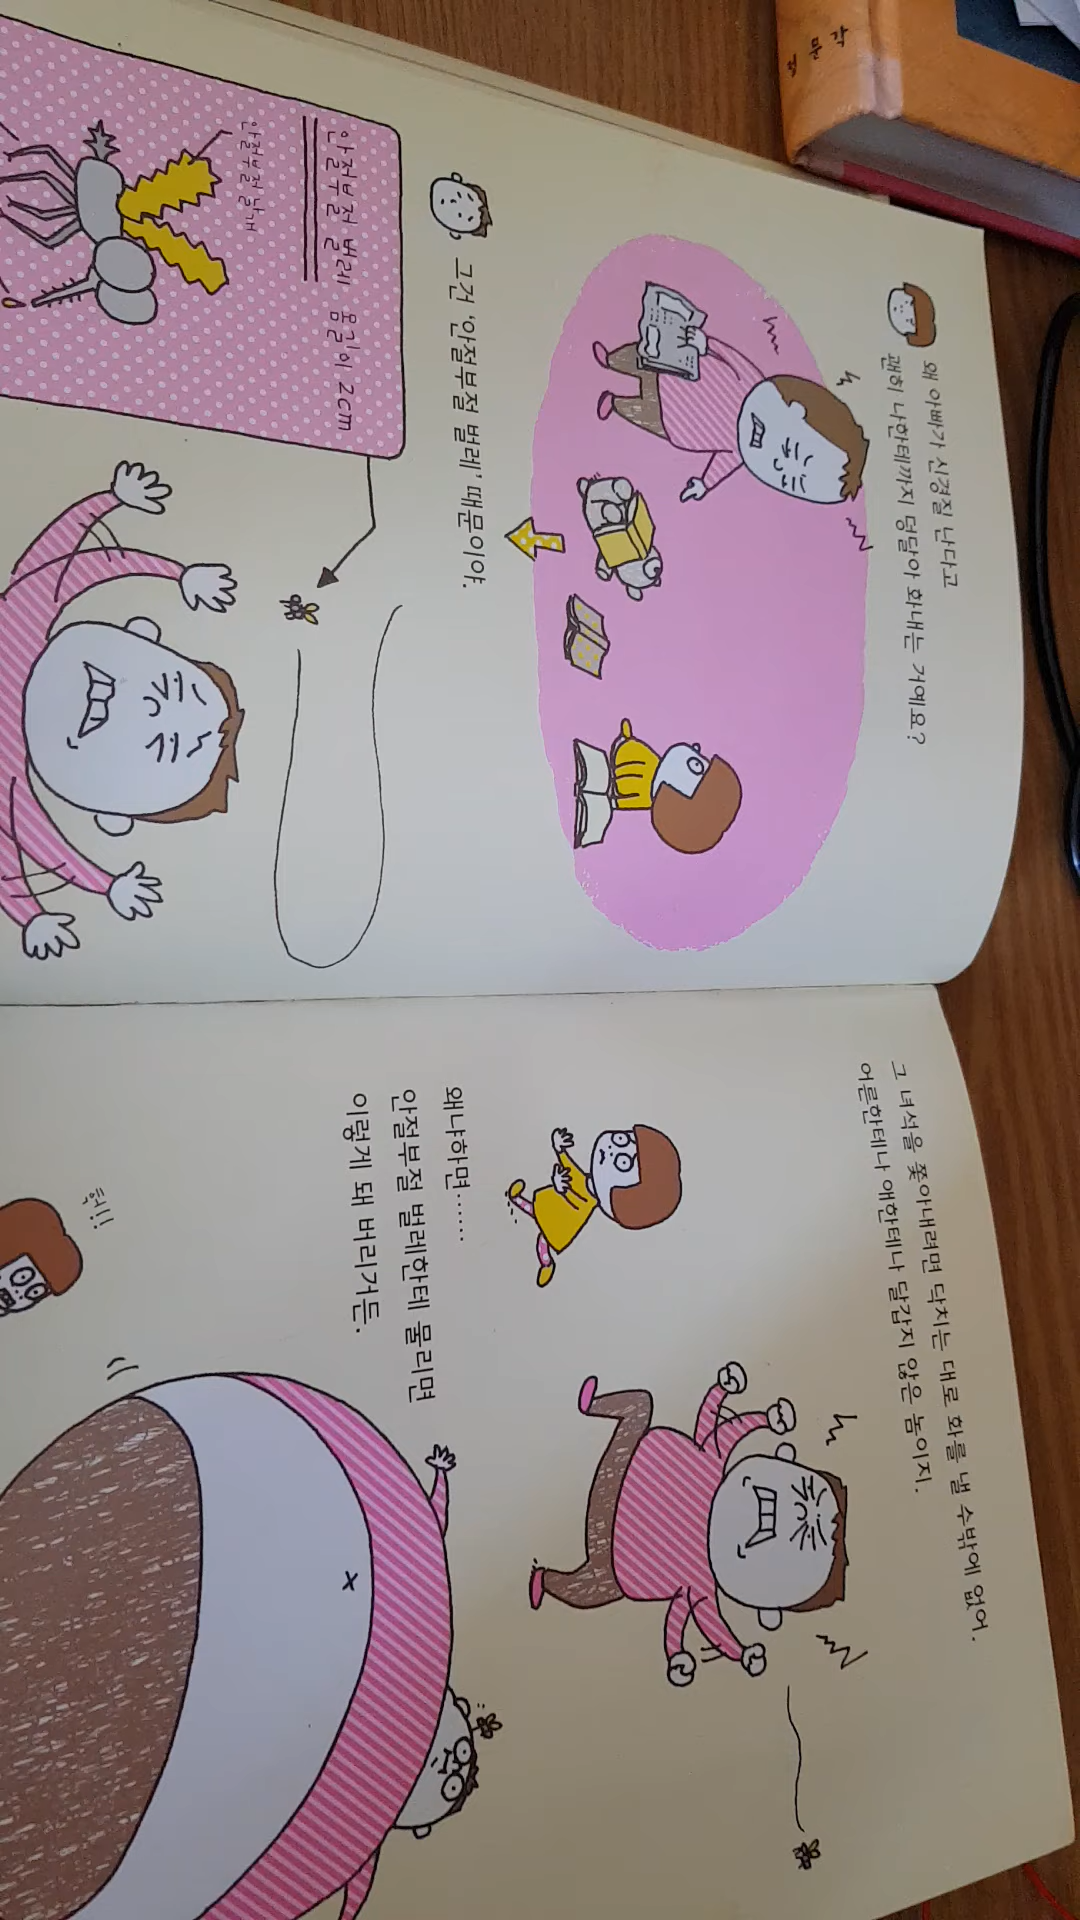 왜 아빠가 신경질 난다고
괜히 나한테까지 덩달아 화내는 거예요?
그건 '안절부절 벌레' 때문이야.
안절부절 벌레 몸길이 2cm
안절부절 날개
그 녀석을 쫓아내려면 닥치는 대로 화를 낼 수밖에 없어.
어른한테나 애한테나 달갑지 않은 놈이지.
왜냐하면……
안절부절 벌레한테 물리면
이렇게 돼 버리거든.
헉!!